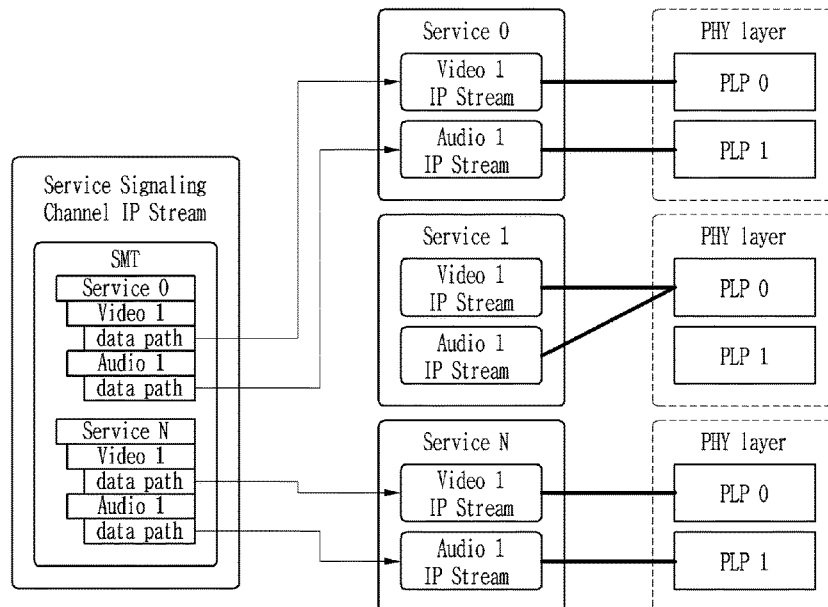 Service Signaling
Channel IP Stream
SMT
Service 0
Video 1
data path
Audio 1
data path
Service N
Video 1
data path
Audio 1
data path
Service 0
Video 1
IP Stream
Audio 1
IP Stream
PHY layer
PLP 0
PLP 1
Service 1
Video 1
IP Stream
Audio 1
IP Stream
PHY layer
PLP 0
PLP 1
Service N
Video 1
IP Stream
Audio 1
IP Stream
PHY layer
PLP 0
PLP 1